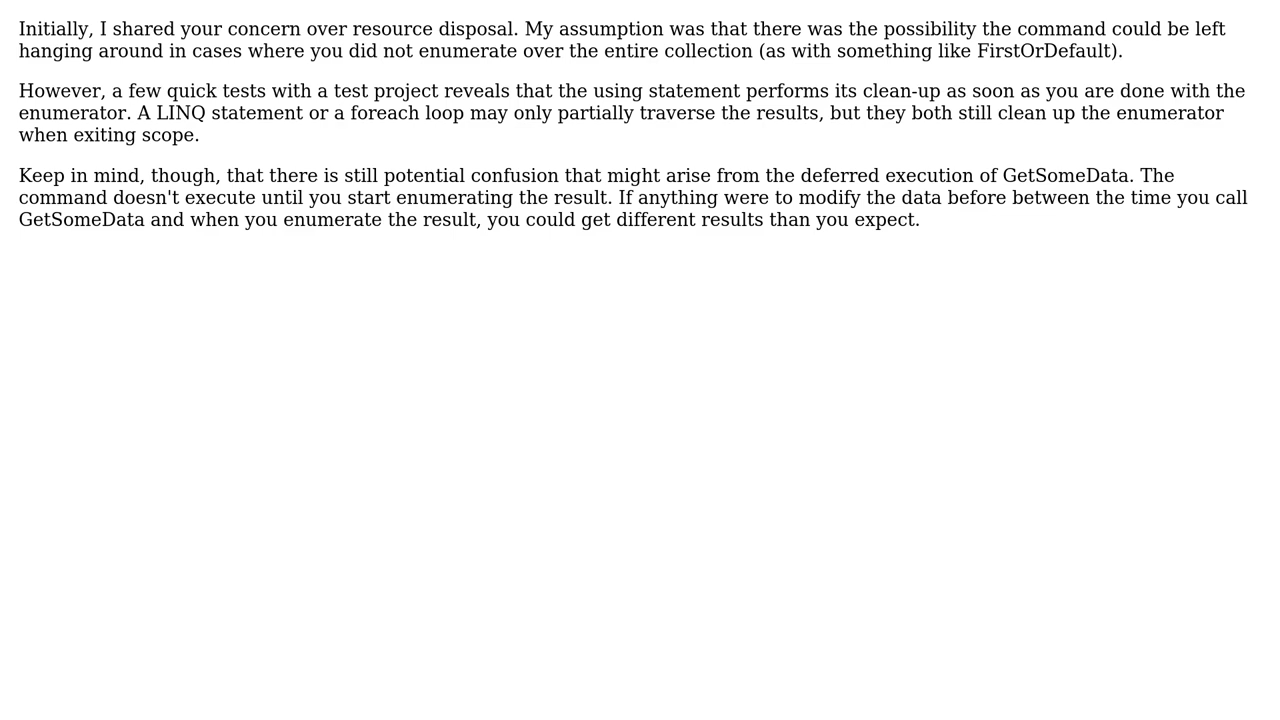 Initially, I shared your concern over resource disposal. My assumption was that there was the possibility the command could be left
hanging around in cases where you did not enumerate over the entire collection (as with something like FirstOrDefault).
However, a few quick tests with a test project reveals that the using statement performs its clean-up as soon as you are done with the
enumerator. A LINQ statement or a foreach loop may only partially traverse the results, but they both still clean up the enumerator
when exiting scope.
Keep in mind, though, that there is still potential confusion that might arise from the deferred execution of GetSomeData. The
command doesn't execute until you start enumerating the result. If anything were to modify the data before between the time you call
GetSomeData and when you enumerate the result, you could get different results than you expect.